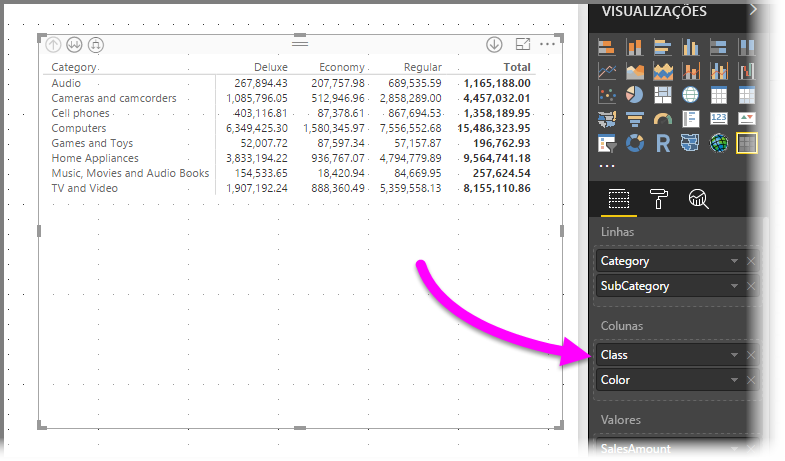 VISUALIZAÇÕES
Category Deluxe Economy Regular Total
Audio 267,894.43 207,757.98 689,535.59 1,165,188.00
Cameras and camcorders 1,085,796.05 512,946.96 2,858,289.00 4,457,032.01
Cell phones 403,116.81 87,378.61 867,694.53 1,358,189.95
Computers 6,349,425.30 1,580,345.97 7,556,552.68 15,486,323.95
Games and Toys 52,007.72 87,597.34 57,157.87 196,762.93
Home Appliances 3,833,194.22 936,767.07 4,794,779.89 9,564,741.18
Music, Movies and Audio Books 154,533.65 18,420.94 84,669.95 257,624.54
TV and Video 1,907,192.24 888,360.49 5,359,558.13 8,155,110.86
123
R
Linhas
Category
SubCategory
Colunas
Class
Color
Valores
SalesAmount